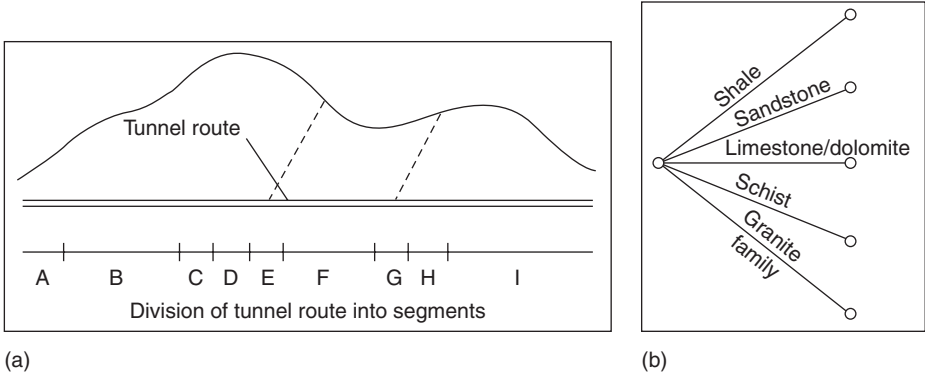 Tunnel route
A B C D E F G H I
Division of tunnel route into segments
(a)
Shale
Sandstone
Limestone/dolomite
Schist
Granite
family
(b)